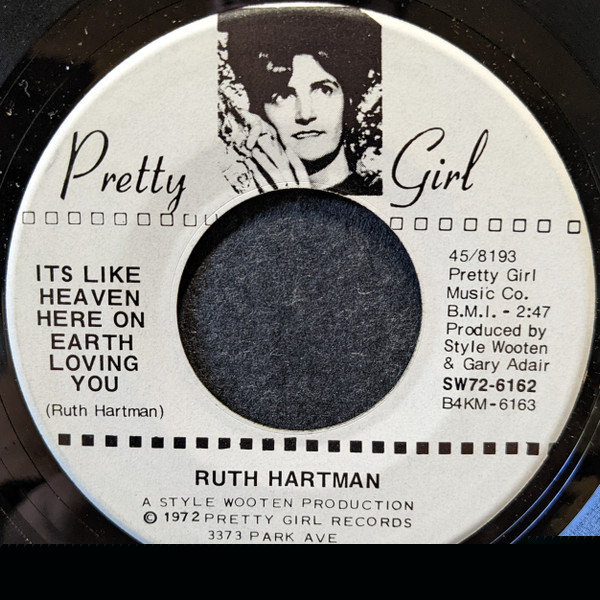 Pretty Girl
ITS LIKE
HEAVEN
HERE ON
EARTH
LOVING
YOU
(Ruth Hartman)
45/8193
Pretty Girl
Music Co.
B.M.I. - 2:47
Produced by
Style Wooten
& Gary Adair
SW72-6162
B4KM-6163
RUTH HARTMAN
A STYLE WOOTEN PRODUCTION
© 1972 PRETTY GIRL RECORDS
3373 PARK AVE